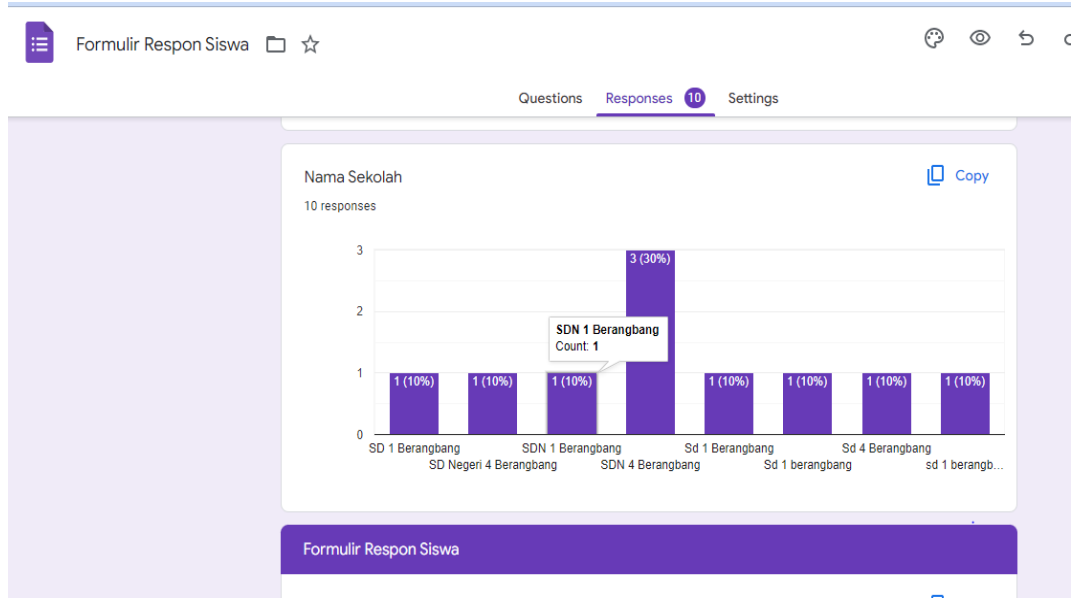 Formulir Respon Siswa
Questions Responses 10 Settings
Nama Sekolah
Copy
10 responses
3
2
1
0
3 (30%)
SDN 1 Berangbang
Count: 1
1 (10%) 1 (10%) 1 (10%) 1 (10%) 1 (10%) 1 (10%) 1 (10%)
SD 1 Berangbang SDN 1 Berangbang Sd 1 Berangbang Sd 4 Berangbang
SD Negeri 4 Berangbang SDN 4 Berangbang Sd 1 berangbang sd 1 berangb...
Formulir Respon Siswa